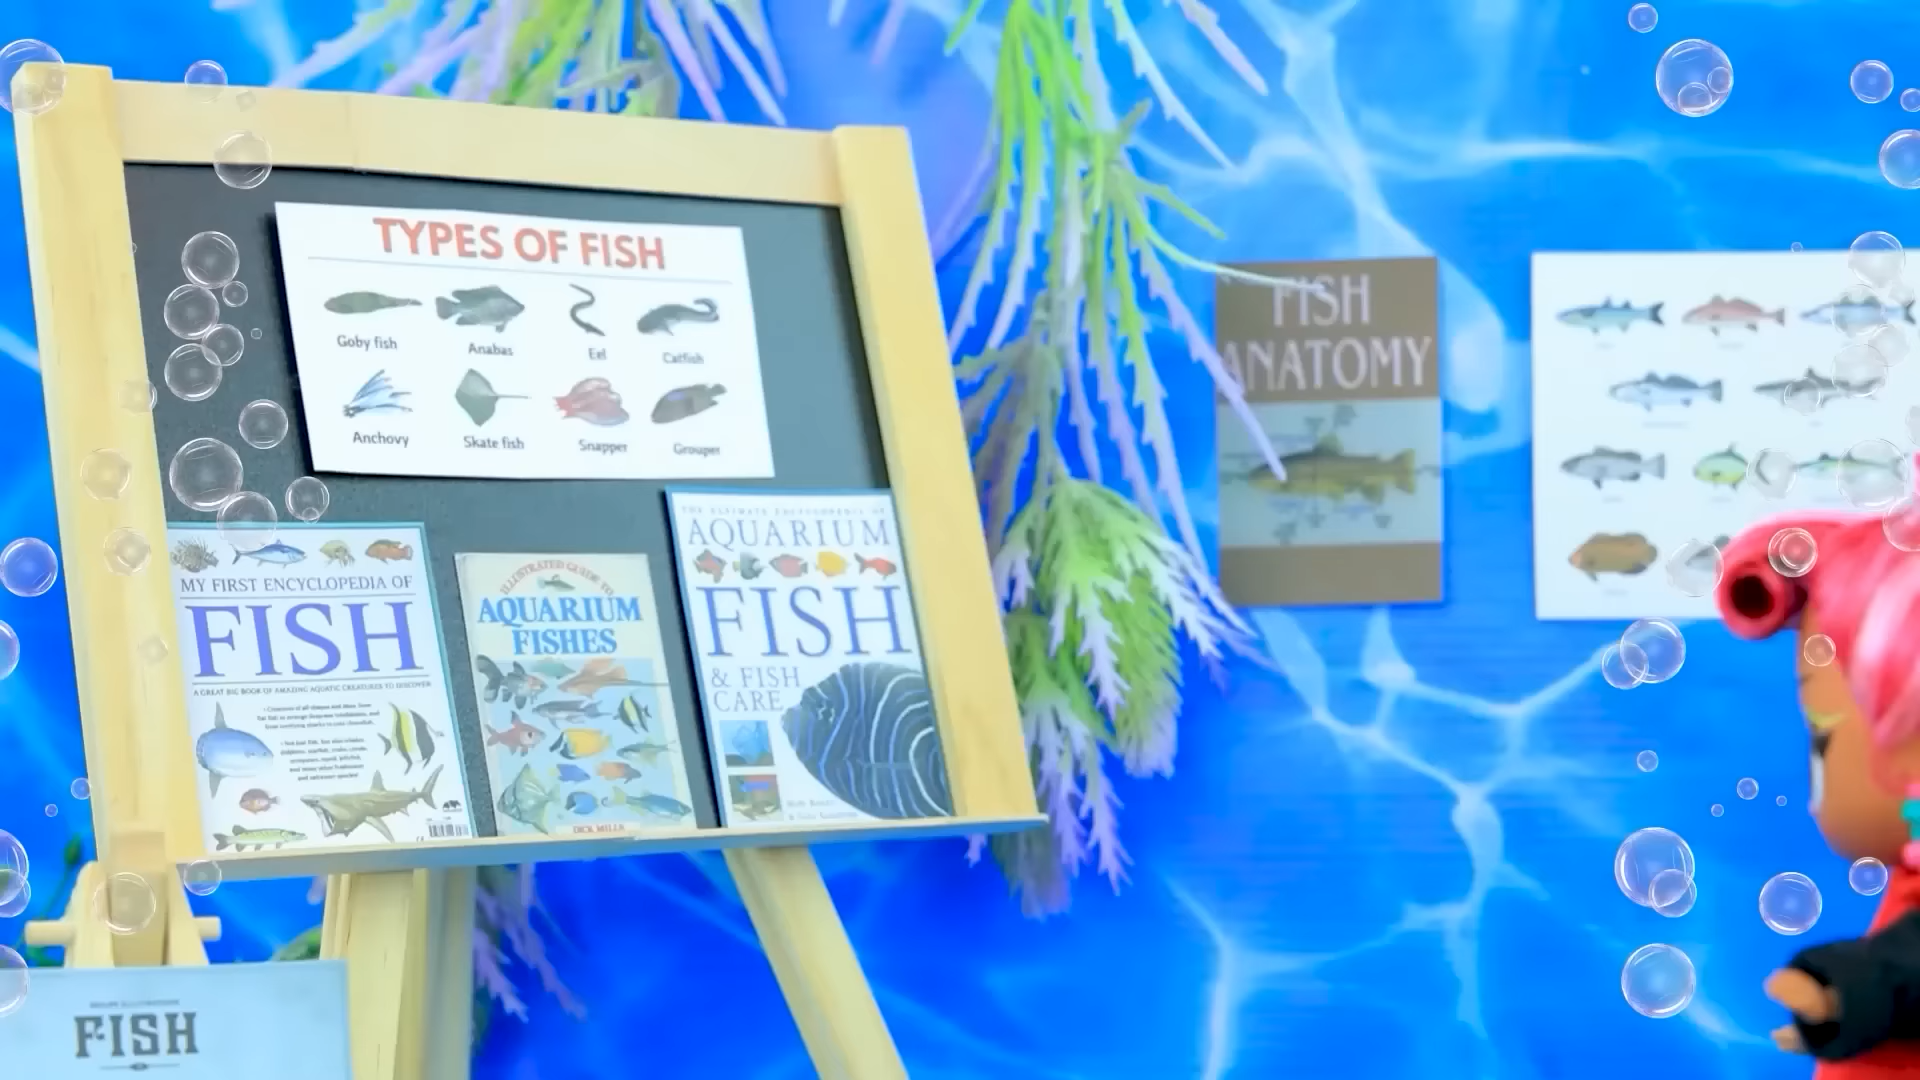 TYPES OF FISH
Goby fish
Anabas
Eel
Catfish
Anchovy
Skate fish
Snapper
Grouper
MY FIRST ENCYCLOPEDIA OF
FISH
A GREAT BIG BOOK OF AMAZING AQUATIC CREATURES TO DISCOVER
ILLUSTRATED GUIDE TO
AQUARIUM
FISHES
DICK MILLS
THE ULTIMATE ENCYCLOPEDIA OF
AQUARIUM
FISH
& FISH
CARE
FISH
ANATOMY
FISH